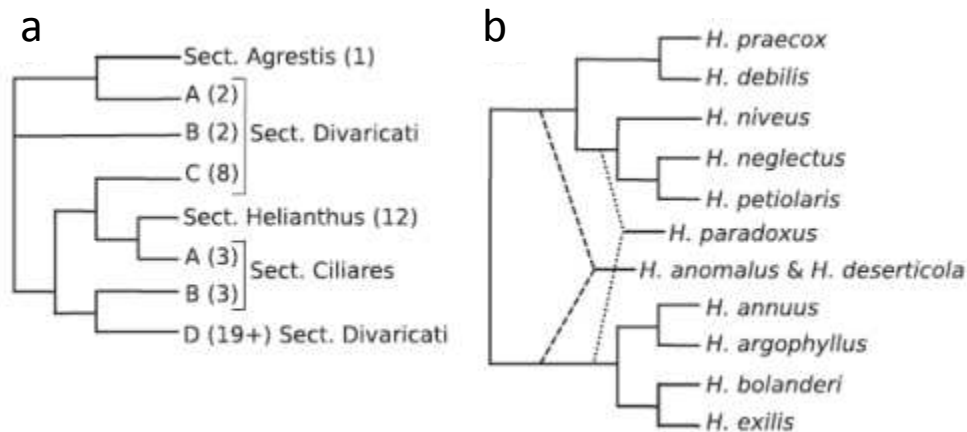 a
Sect. Agrestis (1)
A (2)
B (2)
Sect. Divaricati
C (8)
Sect. Helianthus (12)
A (3)
Sect. Ciliares
B (3)
D (19+) Sect. Divaricati
b
H. praecox
H. debilis
H. niveus
H. neglectus
H. petiolaris
H. paradoxus
H. anomalus & H. deserticola
H. annuus
H. argophyllus
H. bolanderi
H. exilis